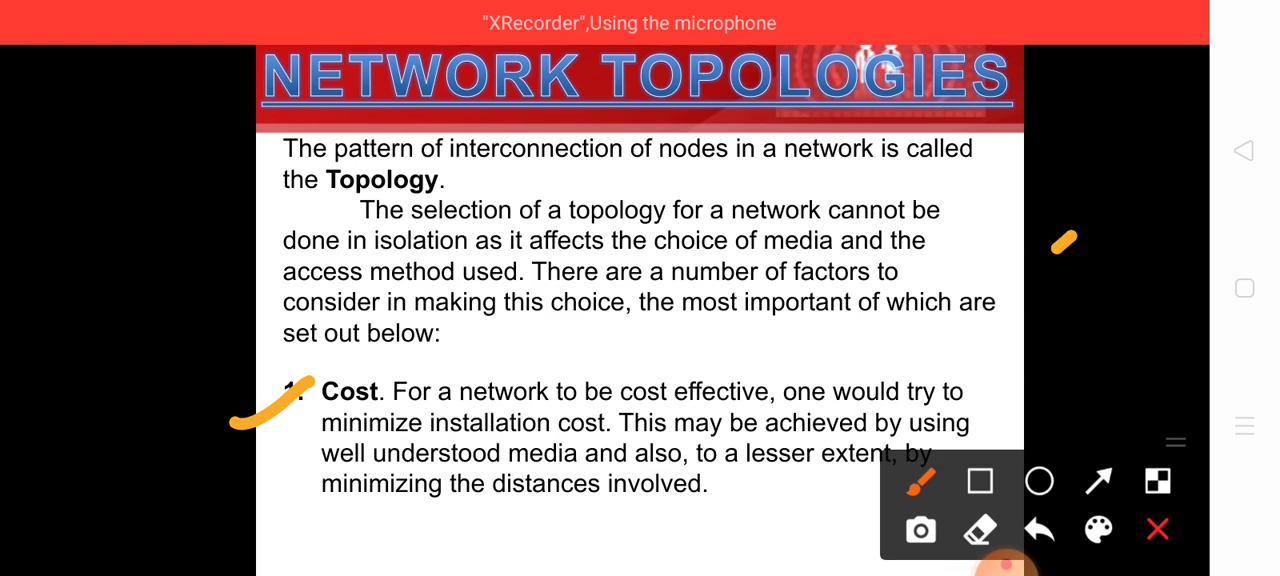 "XRecorder",Using the microphone
NETWORK TOPOLOGIES
The pattern of interconnection of nodes in a network is called
the Topology.
The selection of a topology for a network cannot be
done in isolation as it affects the choice of media and the
access method used. There are a number of factors to
consider in making this choice, the most important of which are
set out below:
1. Cost. For a network to be cost effective, one would try to
minimize installation cost. This may be achieved by using
well understood media and also, to a lesser extent, by
minimizing the distances involved.